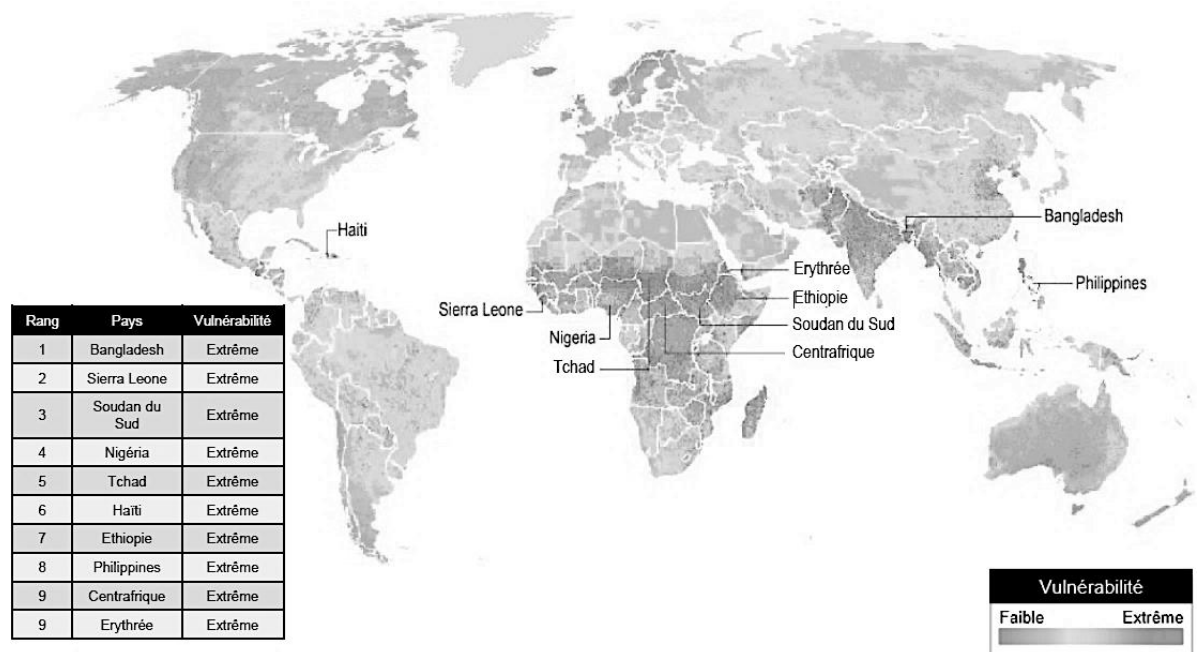 Haiti
Bangladesh
Erythrée
Philippines
Ethiopie
Sierra Leone
Soudan du Sud
Nigeria
Centrafrique
Tchad
Rang Pays Vulnérabilité
1 Bangladesh Extrême
2 Sierra Leone Extrême
3 Soudan du Sud Extrême
4 Nigéria Extrême
5 Tchad Extrême
6 Haïti Extrême
7 Ethiopie Extrême
8 Philippines Extrême
9 Centrafrique Extrême
9 Erythrée Extrême
Vulnérabilité
Faible Extrême